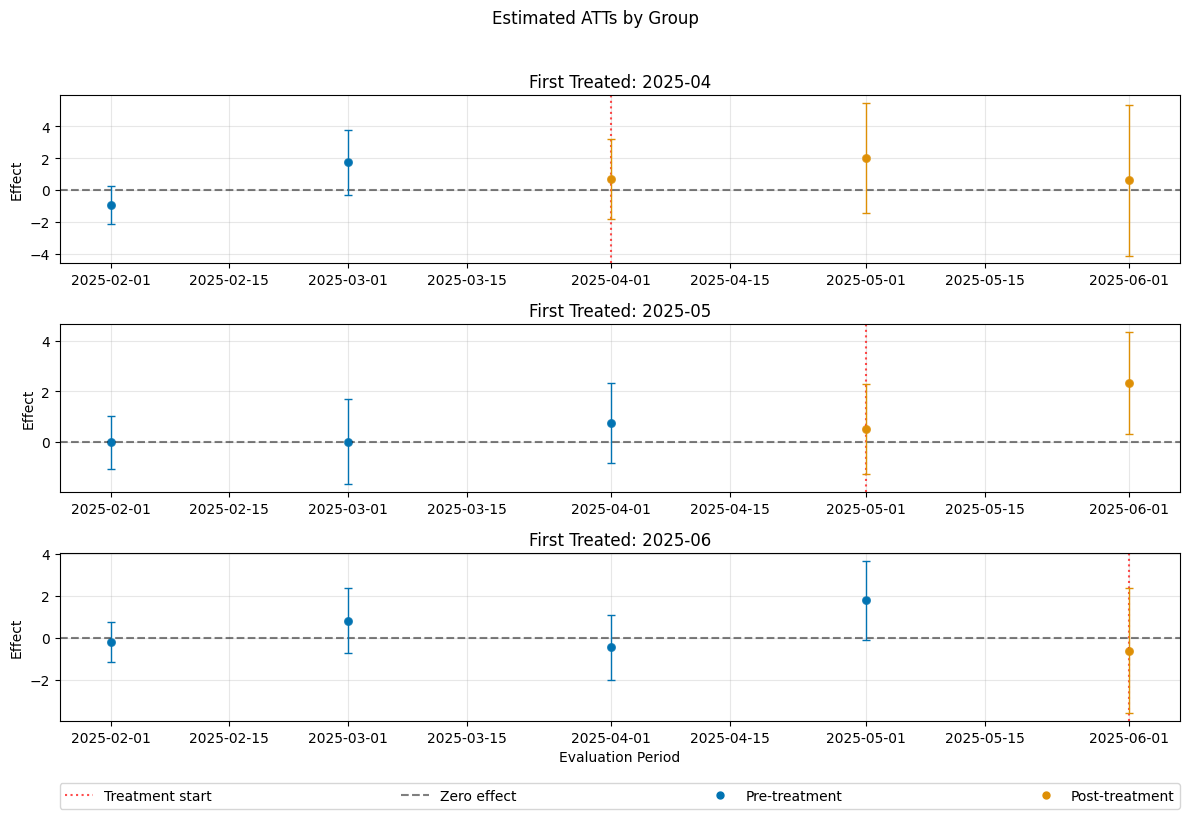 Estimated ATTs by Group
First Treated: 2025-04
Effect
4
2
0
−2
−4
2025-02-01 2025-02-15 2025-03-01 2025-03-15 2025-04-01 2025-04-15 2025-05-01 2025-05-15 2025-06-01
First Treated: 2025-05
Effect
4
2
0
2025-02-01 2025-02-15 2025-03-01 2025-03-15 2025-04-01 2025-04-15 2025-05-01 2025-05-15 2025-06-01
First Treated: 2025-06
Effect
4
2
0
−2
2025-02-01 2025-02-15 2025-03-01 2025-03-15 2025-04-01 2025-04-15 2025-05-01 2025-05-15 2025-06-01
Evaluation Period
Treatment start Zero effect Pre-treatment Post-treatment